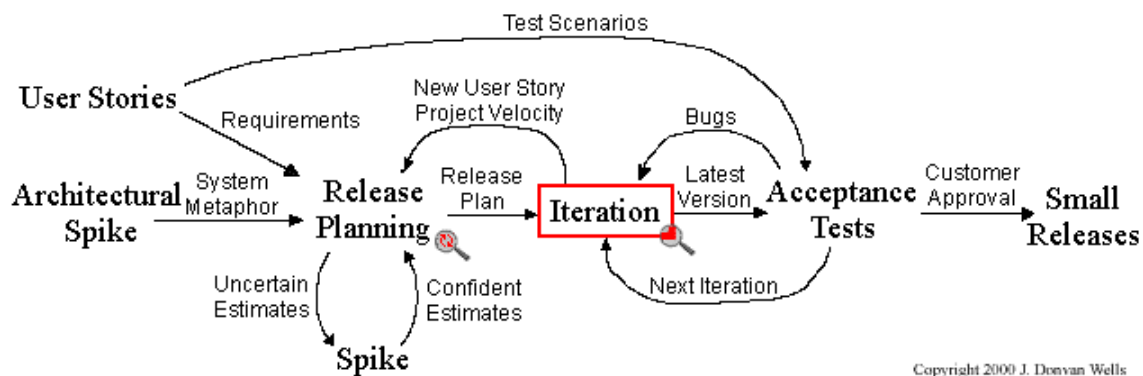 Test Scenarios
User Stories
New User Story
Project Velocity
Bugs
Requirements
Architectural
Spike
System
Metaphor
Release
Planning
Release
Plan
Iteration
Latest
Version
Acceptance
Tests
Customer
Approval
Small
Releases
Uncertain
Estimates
Confident
Estimates
Next Iteration
Spike
Copyright 2000 J. Donvan Wells